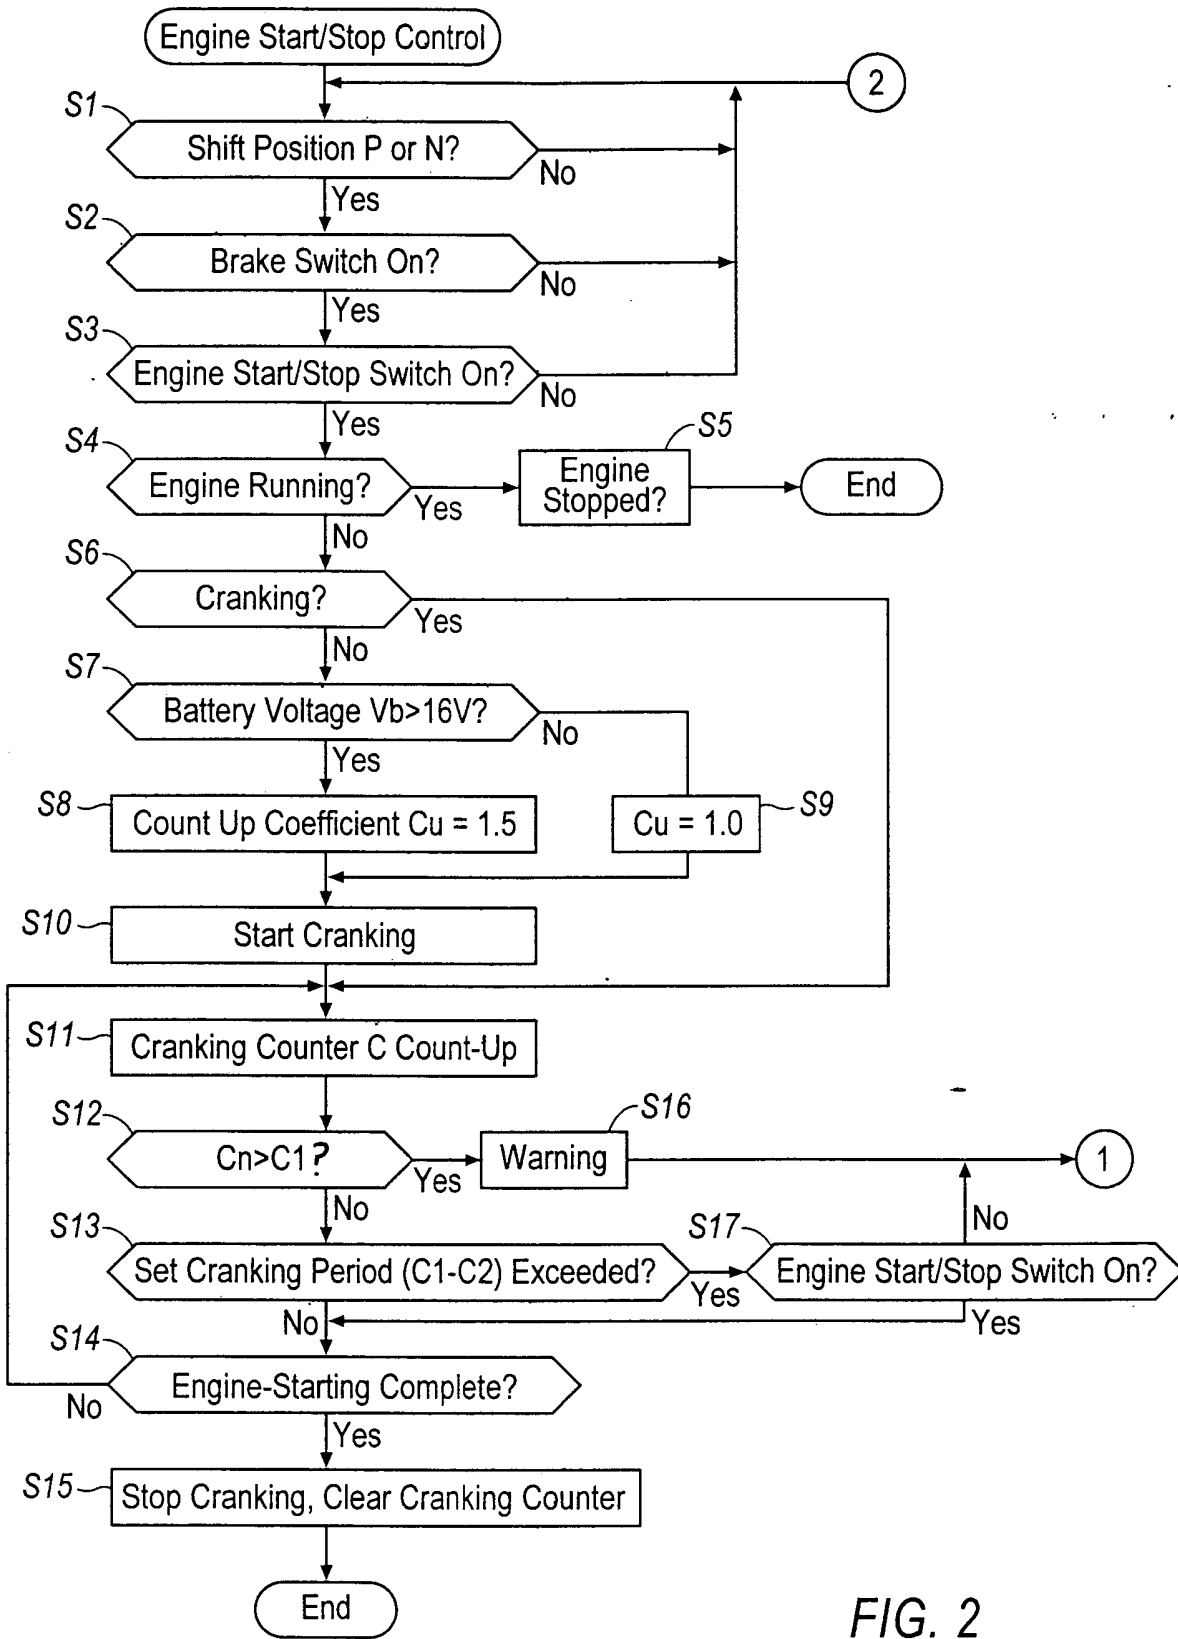 Engine Start/Stop Control
2
S1
Shift Position P or N?
No
Yes
S2
Brake Switch On?
No
Yes
S3
Engine Start/Stop Switch On?
No
Yes
S4
Engine Running?
Yes
No
S5
Engine
Stopped?
End
S6
Cranking?
Yes
No
S7
Battery Voltage Vb>16V?
No
Yes
S8
Count Up Coefficient Cu = 1.5
Cu = 1.0
S9
S10
Start Cranking
S11
Cranking Counter C Count-Up
S12
Cn>C1?
Yes
No
S16
Warning
1
S13
Set Cranking Period (C1-C2) Exceeded?
Yes
No
S17
Engine Start/Stop Switch On?
No
Yes
S14
Engine-Starting Complete?
No
Yes
S15
Stop Cranking, Clear Cranking Counter
End
FIG. 2